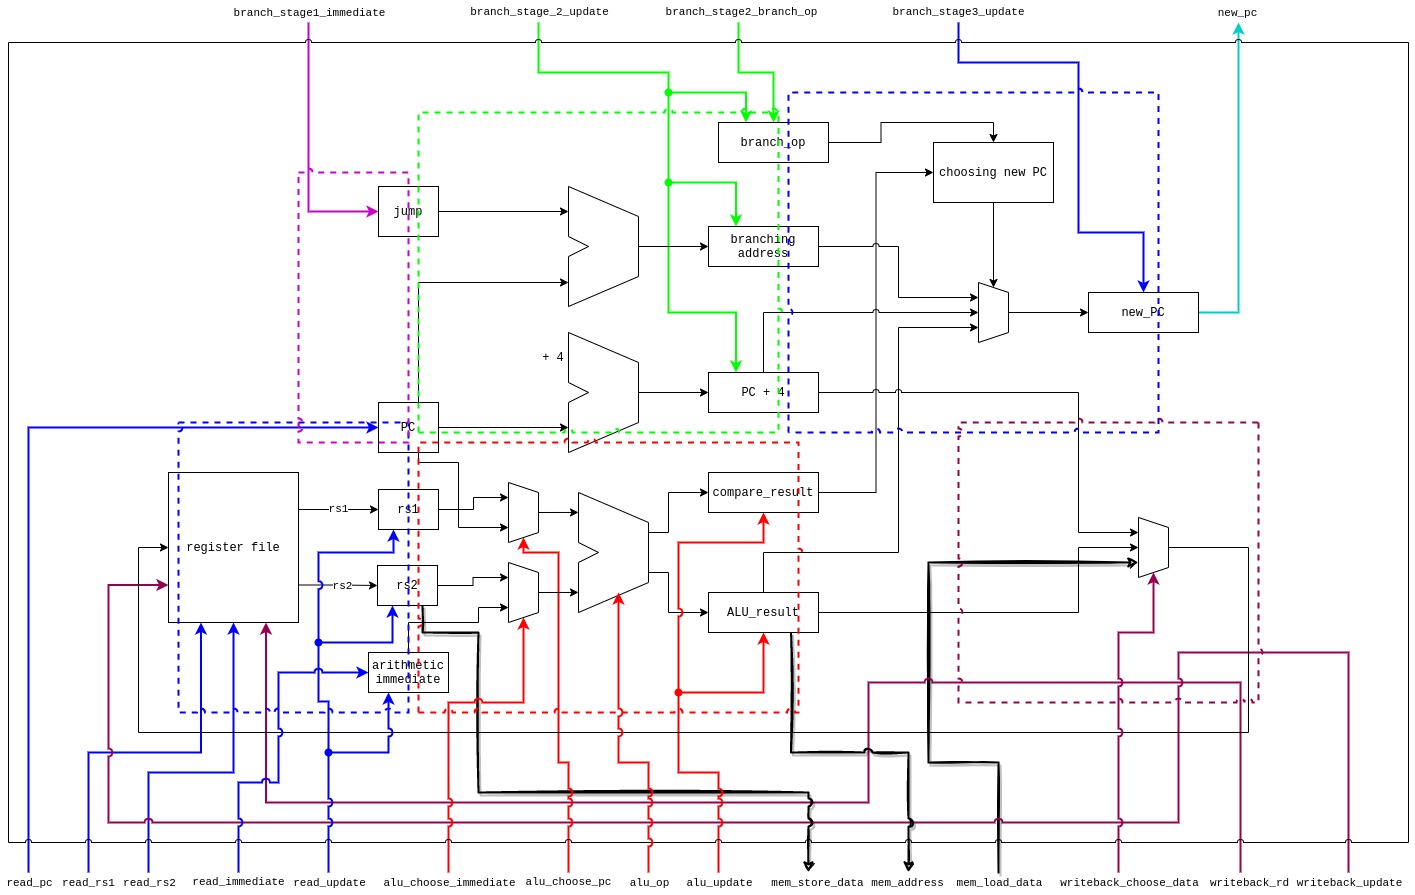 branch_stage1_immediate
branch_stage_2_update
branch_stage2_branch_op
branch_stage3_update
new_pc
branch_op
choosing new PC
jump
branching
address
new_PC
+ 4
PC + 4
PC
compare_result
rs1
rs1
register file
rs2
rs2
ALU_result
arithmetic
immediate
read_pc
read_rs1
read_rs2
read_immediate
read_update
alu_choose_immediate
alu_choose_pc
alu_op
alu_update
mem_store_data
mem_address
mem_load_data
writeback_choose_data
writeback_rd
writeback_update